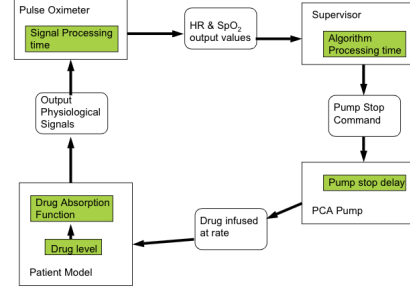 Pulse Oximeter
Signal Processing
time
HR & SpO₂
output values
Supervisor
Algorithm
Processing time
Output
Physiological
Signals
Pump Stop
Command
Drug Absorption
Function
Drug level
Patient Model
Drug infused
at rate
Pump stop delay
PCA Pump